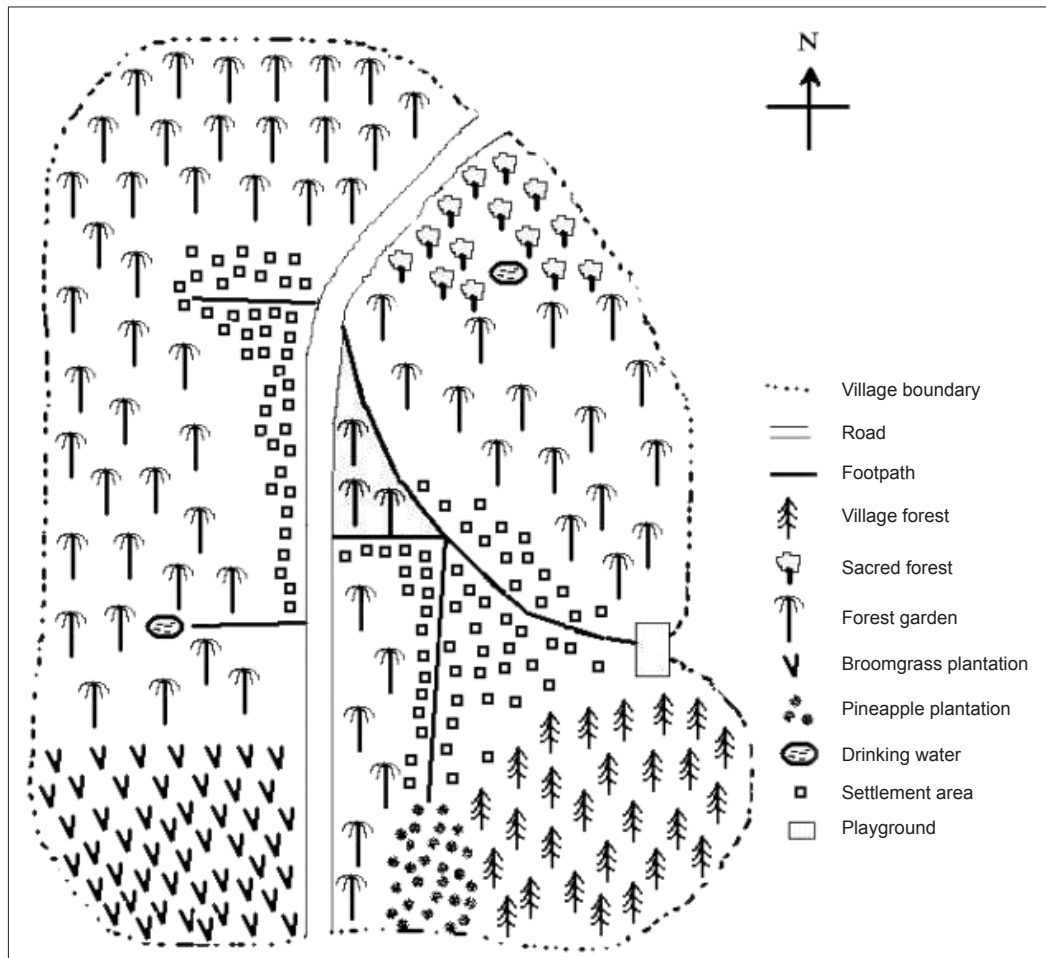 N
Village boundary
Road
Footpath
Village forest
Sacred forest
Forest garden
Broomgrass plantation
Pineapple plantation
Drinking water
Settlement area
Playground